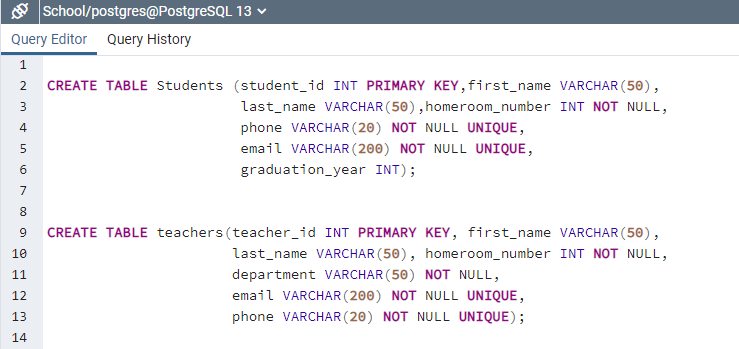 School/postgres@PostgreSQL 13
Query Editor Query History
1
2 CREATE TABLE Students (student_id INT PRIMARY KEY,first_name VARCHAR(50),
3 last_name VARCHAR(50),homeroom_number INT NOT NULL,
4 phone VARCHAR(20) NOT NULL UNIQUE,
5 email VARCHAR(200) NOT NULL UNIQUE,
6 graduation_year INT);
7
8
9 CREATE TABLE teachers(teacher_id INT PRIMARY KEY, first_name VARCHAR(50),
10 last_name VARCHAR(50), homeroom_number INT NOT NULL,
11 department VARCHAR(50) NOT NULL,
12 email VARCHAR(200) NOT NULL UNIQUE,
13 phone VARCHAR(20) NOT NULL UNIQUE);
14